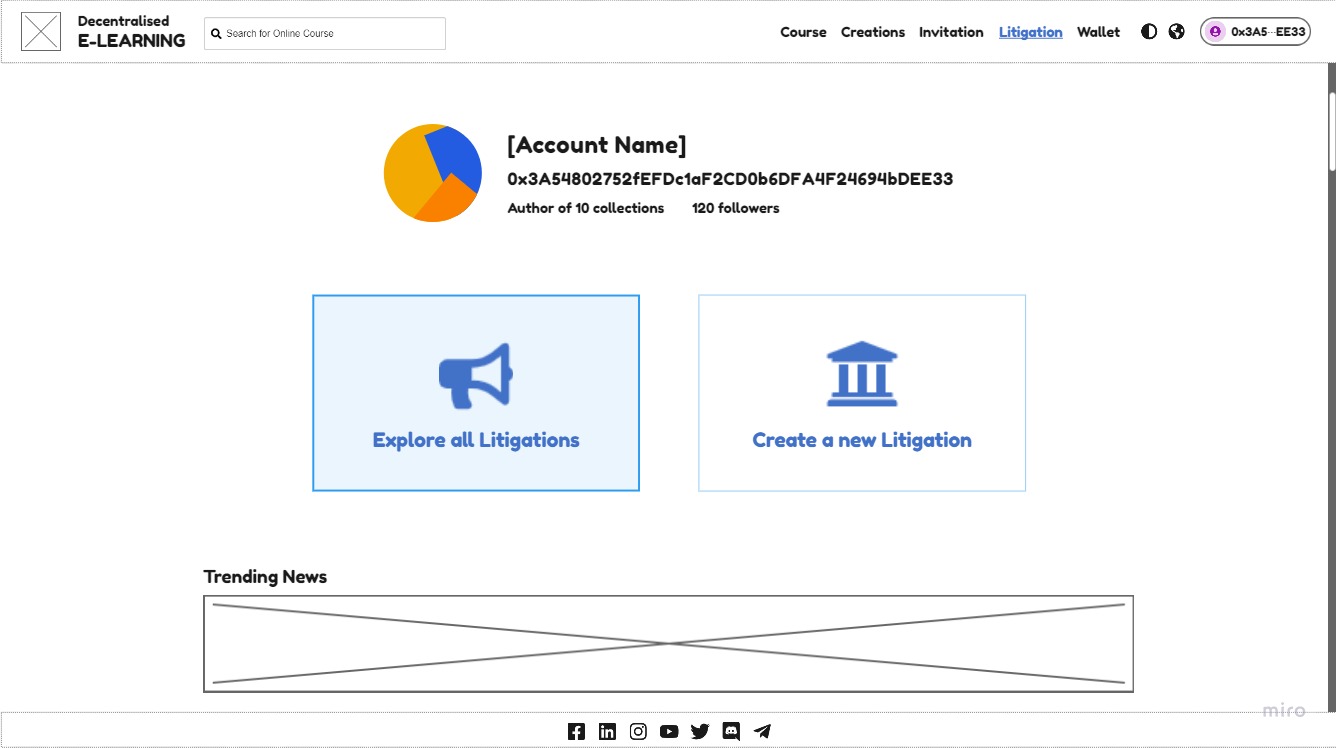 Decentralised
E-LEARNING
Search for Online Course
Course Creations Invitation Litigation Wallet 0x3A5···EE33
[Account Name]
0x3A54802752fEFDc1aF2CD0b6DFA4F24694bDEE33
Author of 10 collections 120 followers
Explore all Litigations
Create a new Litigation
Trending News
miro